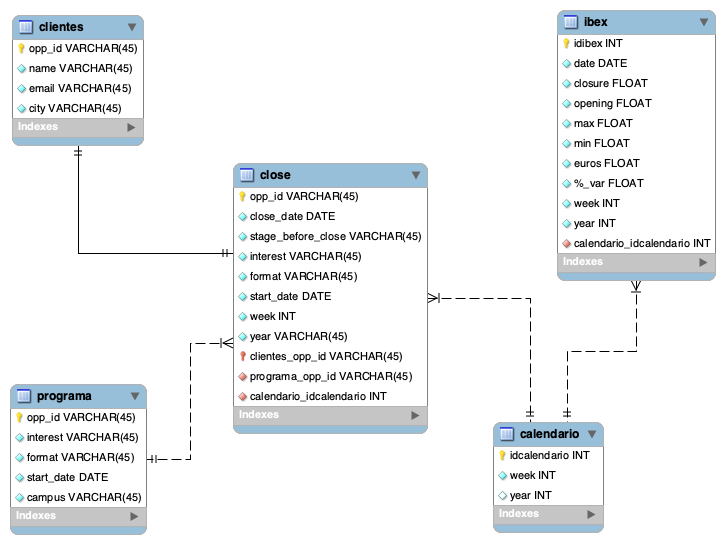 clientes
opp_id VARCHAR(45)
name VARCHAR(45)
email VARCHAR(45)
city VARCHAR(45)
Indexes
close
opp_id VARCHAR(45)
close_date DATE
stage_before_close VARCHAR(45)
interest VARCHAR(45)
format VARCHAR(45)
start_date DATE
week INT
year VARCHAR(45)
clientes_opp_id VARCHAR(45)
programa_opp_id VARCHAR(45)
calendario_idcalendario INT
Indexes
ibex
idibex INT
date DATE
closure FLOAT
opening FLOAT
max FLOAT
min FLOAT
euros FLOAT
%_var FLOAT
week INT
year INT
calendario_idcalendario INT
Indexes
programa
opp_id VARCHAR(45)
interest VARCHAR(45)
format VARCHAR(45)
start_date DATE
campus VARCHAR(45)
Indexes
calendario
idcalendario INT
week INT
year INT
Indexes